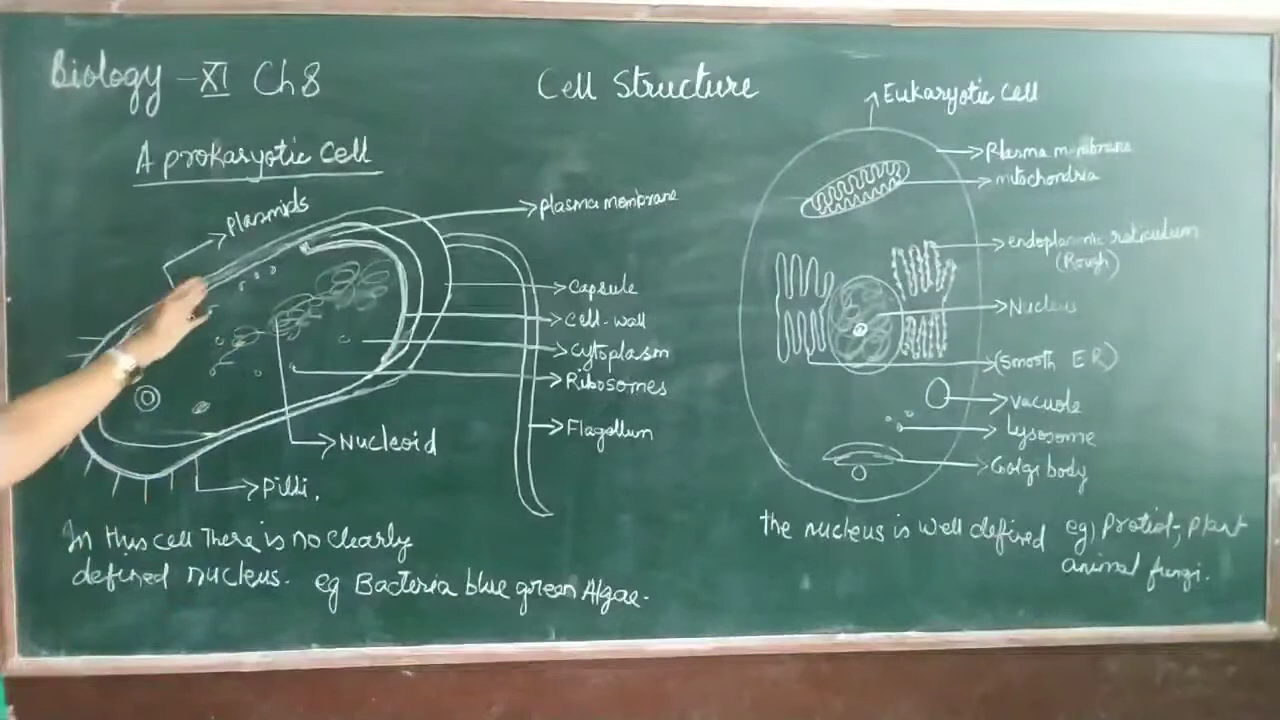 Biology - XI Ch 8
Cell Structure
A prokaryotic cell
Plasmids
plasma membrane
Capsule
Cell-wall
Cytoplasm
Ribosomes
Flagellum
Nucleoid
Pilli.
In this cell There is no clearly
defined nucleus. eg Bacteria blue green Algae.
Eukaryotic Cell
Plasma membrane
mitochondria
endoplasmic reticulum
(Rough)
Nucleus
(Smooth E R)
Vacuole
Lysosome
Golgi body
the nucleus is well defined eg) Protist, plant
animal fungi.